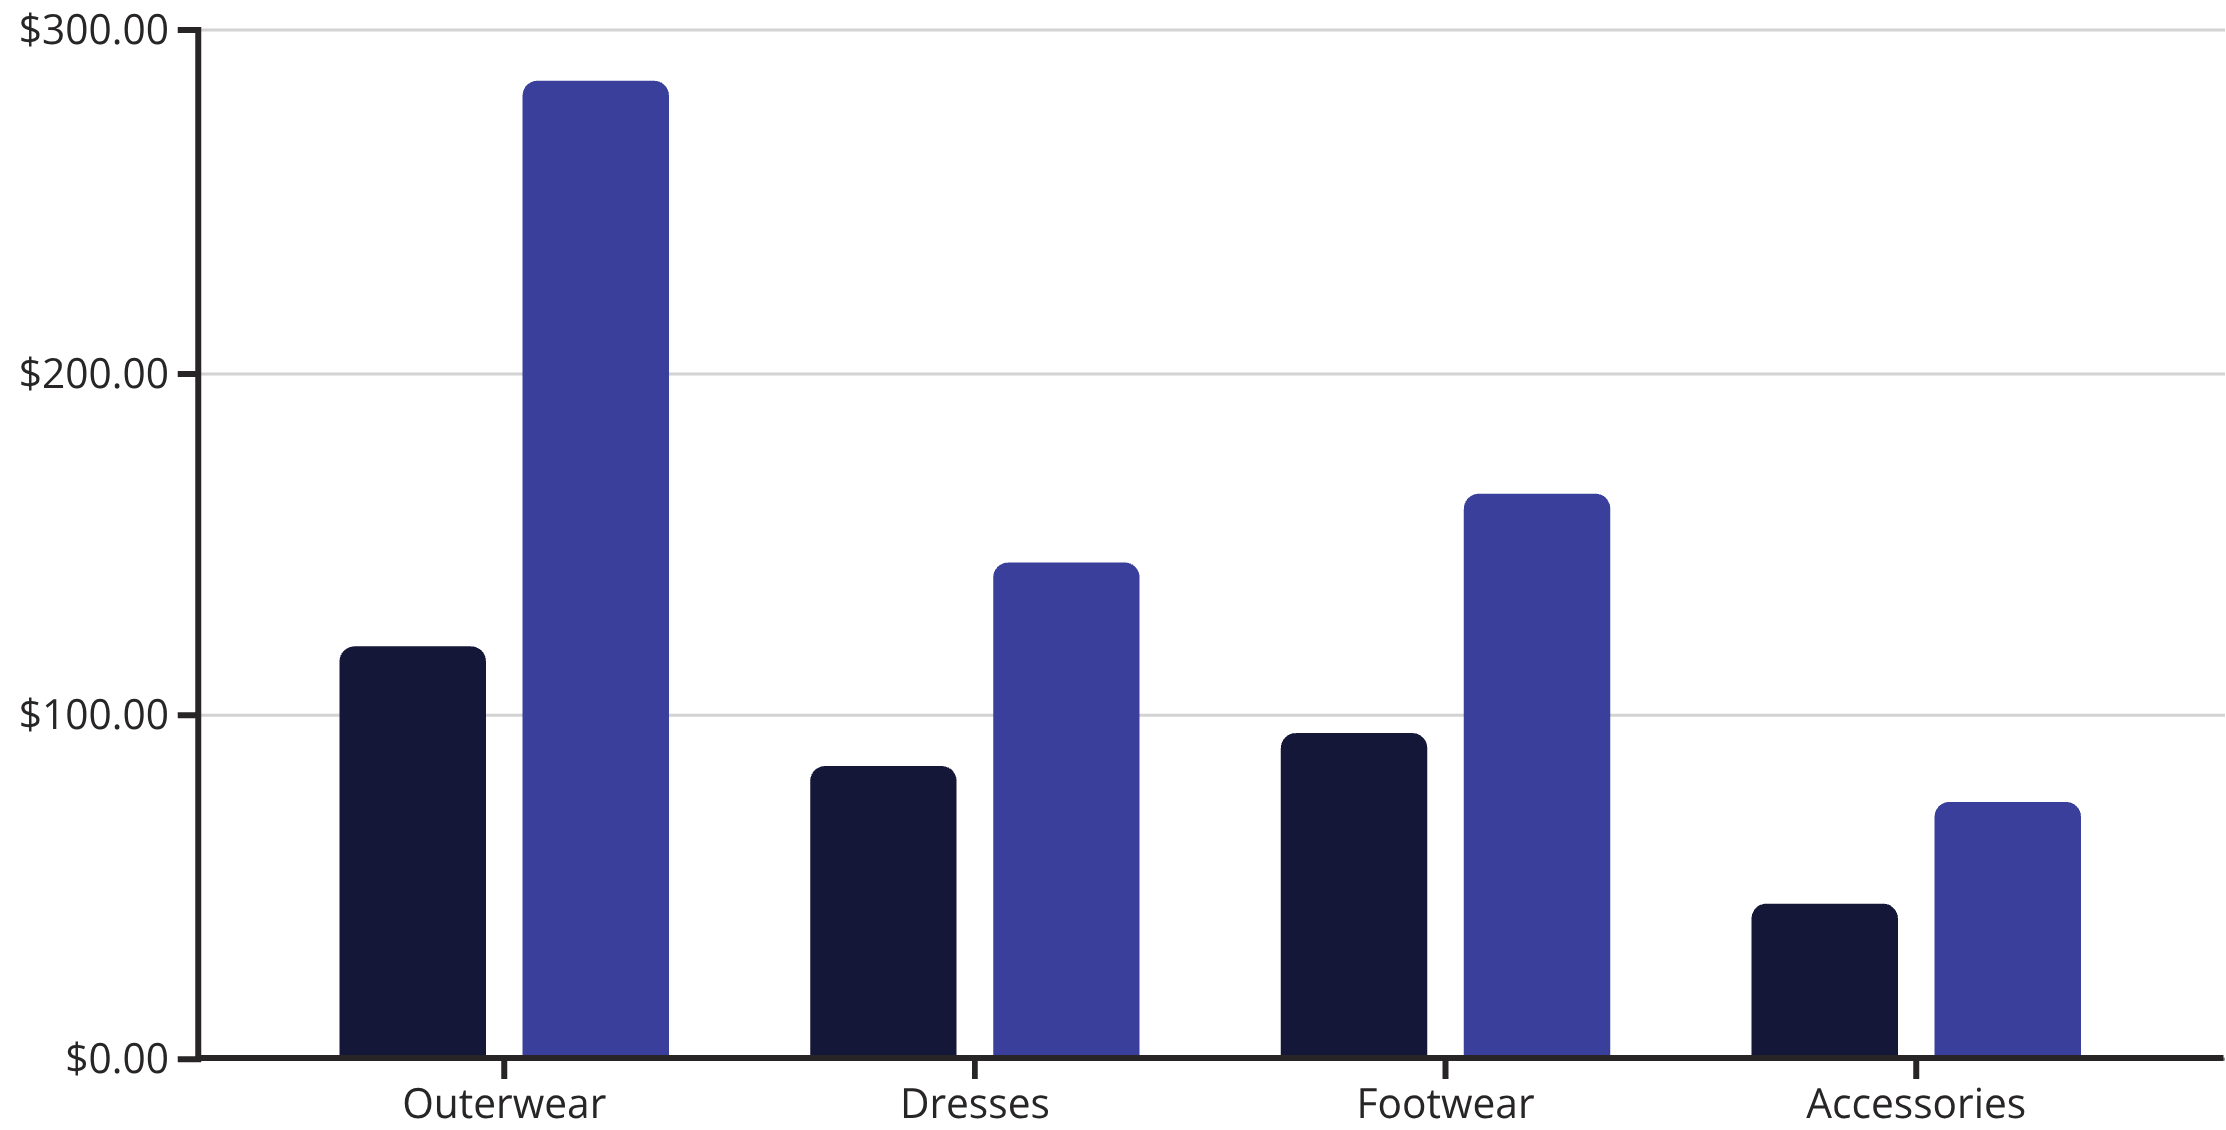 $300.00
$200.00
$100.00
$0.00
Outerwear
Dresses
Footwear
Accessories